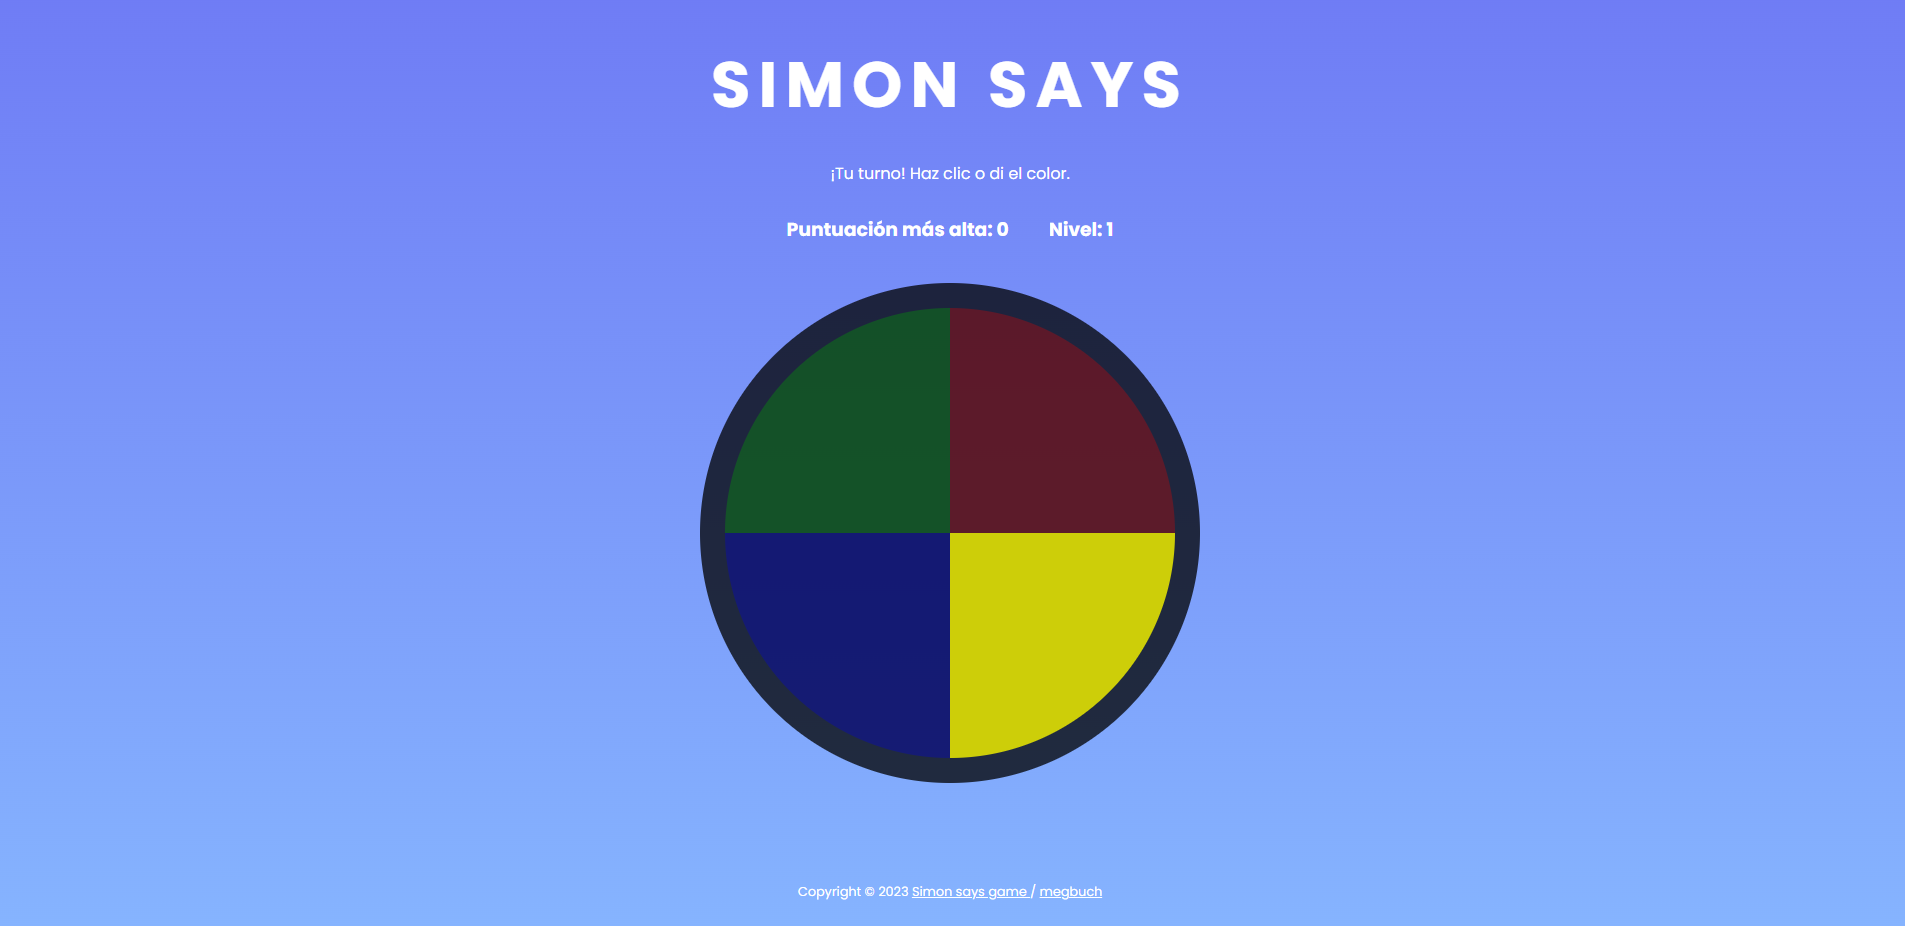 SIMON SAYS
¡Tu turno! Haz clic o di el color.
Puntuación más alta: 0 Nivel: 1
Copyright © 2023 Simon says game / megbuch